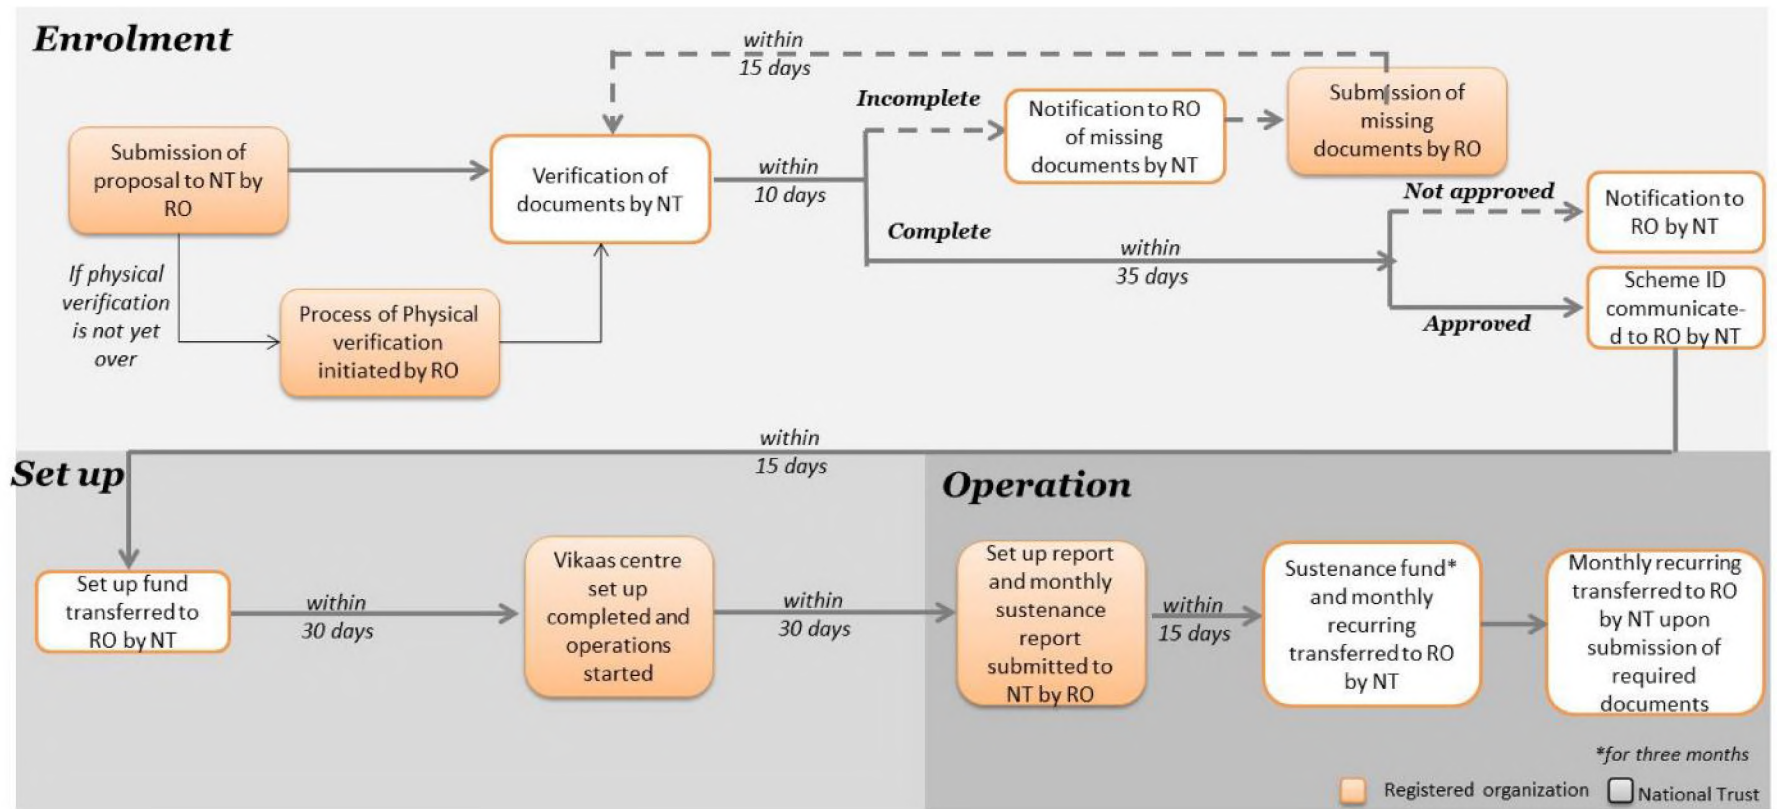 Enrolment
within
15 days
Incomplete
Notification to RO
of missing
documents by NT
Submission of
missing
documents by RO
Submission of
proposal to NT by
RO
Verification of
documents by NT
within
10 days
Not approved
Notification to
RO by NT
Complete
within
35 days
If physical
verification
is not yet
over
Process of Physical
verification
initiated by RO
Approved
Scheme ID
communicate-
d to RO by NT
within
15 days
Set up
Set up fund
transferred to
RO by NT
within
30 days
Vikaas centre
set up
completed and
operations
started
within
30 days
Operation
Set up report
and monthly
sustenance
report
submitted to
NT by RO
within
15 days
Sustenance fund*
and monthly
recurring
transferred to RO
by NT
Monthly recurring
transferred to RO
by NT upon
submission of
required
documents
*for three months
Registered organization
National Trust